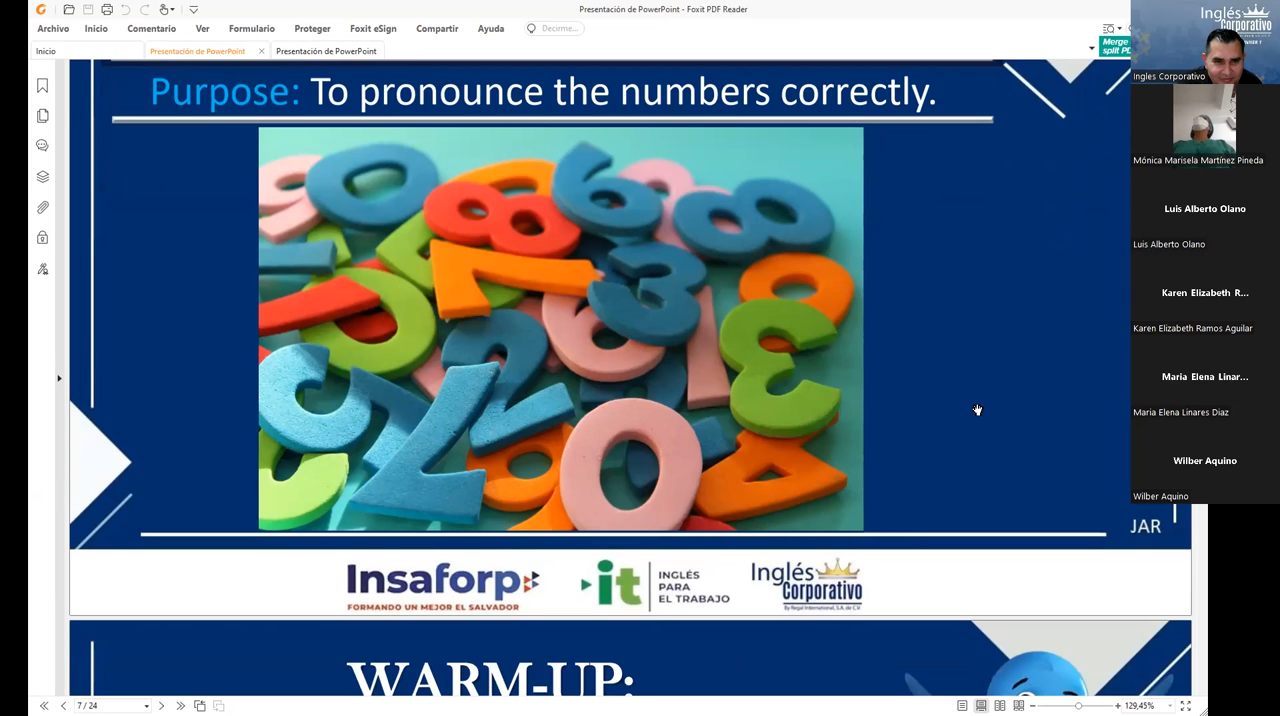 Presentación de PowerPoint - Foxit PDF Reader
Archivo Inicio Comentario Ver Formulario Proteger Foxit eSign Compartir Ayuda Decirme...
Inicio Presentación de PowerPoint Presentación de PowerPoint
Merge
split PD
Purpose: To pronounce the numbers correctly.
Inglés
Corporativo
Ingles Corporativo
Mónica Marisela Martínez Pineda
Luis Alberto Olano
Luis Alberto Olano
Karen Elizabeth R...
Karen Elizabeth Ramos Aguilar
Maria Elena Linar...
Maria Elena Linares Diaz
Wilber Aquino
Wilber Aquino
JAR
Insaforp
FORMANDO UN MEJOR EL SALVADOR
it
INGLÉS
PARA
EL TRABAJO
Inglés
Corporativo
By Regal International, S.A. de C.V.
WARM-UP:
7 / 24
129,45%